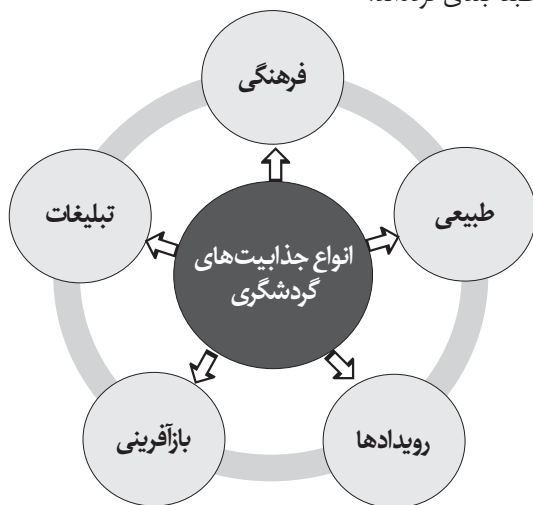 فرهنگی
طبیعی
تبلیغات
انواع جذابیت‌های
گردشگری
رویدادها
بازآفرینی